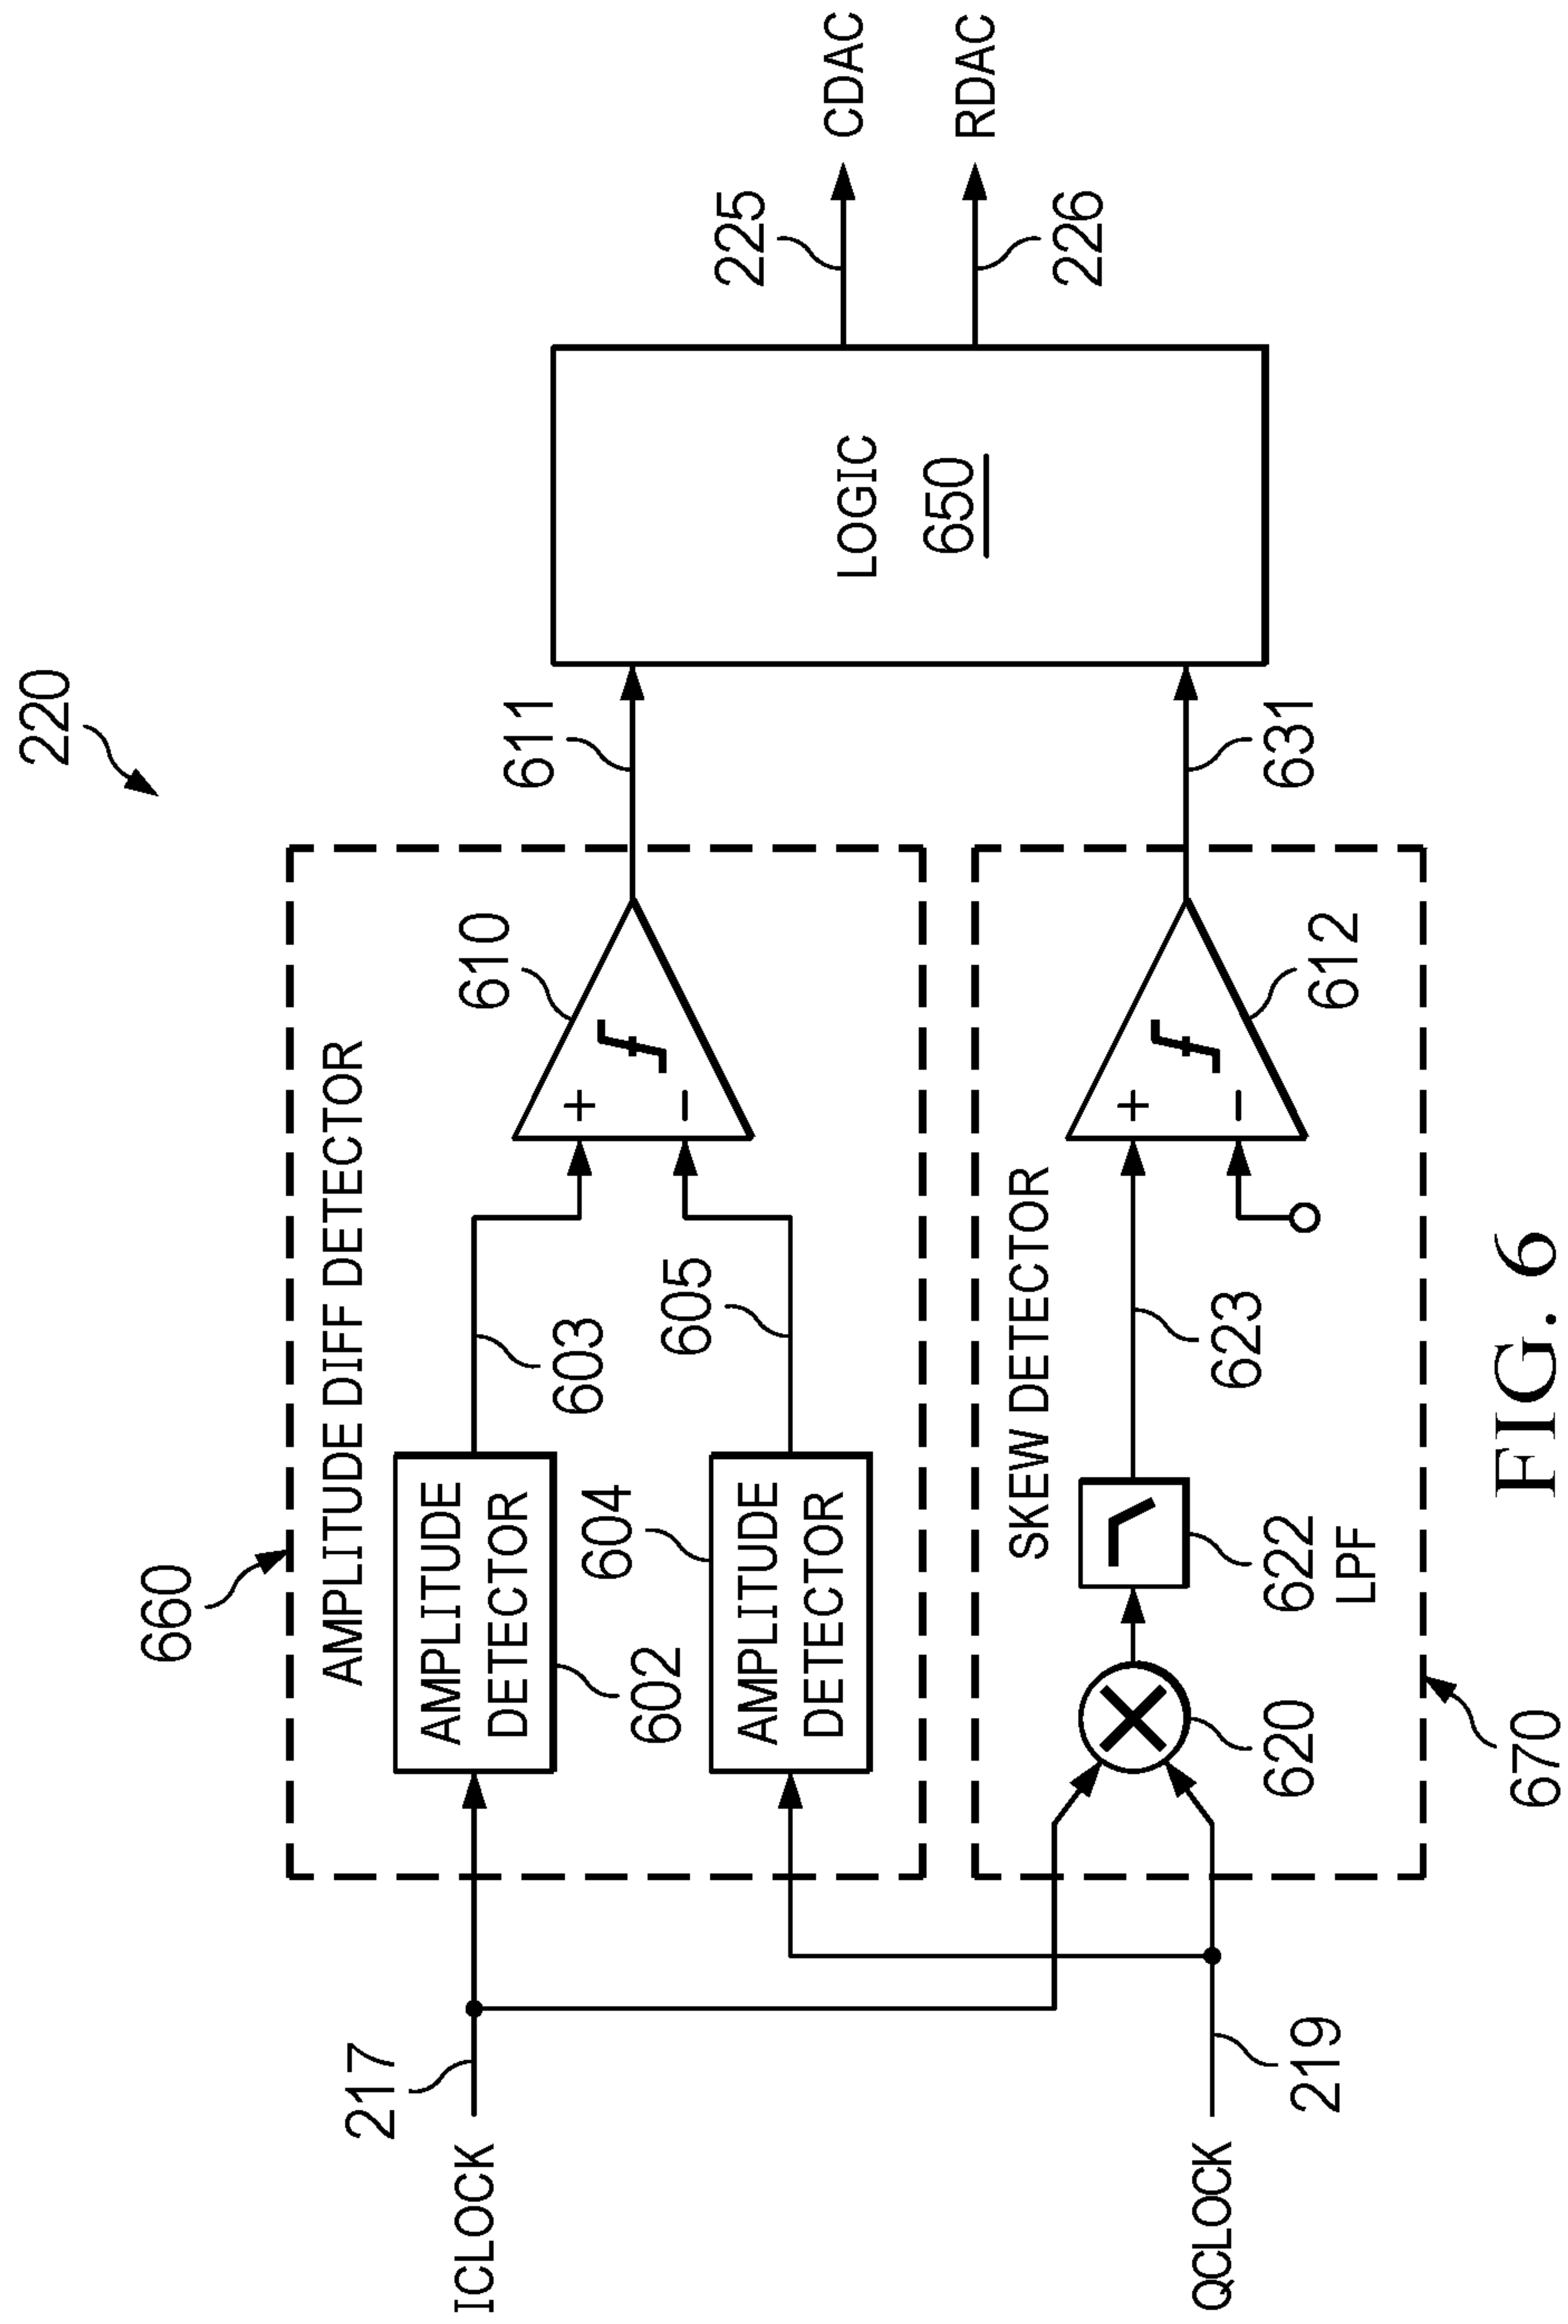 220
660
AMPLITUDE DIFF DETECTOR
217
ICLOCK
AMPLITUDE
DETECTOR
602
603
604
AMPLITUDE
DETECTOR
605
610
+
−
611
LOGIC
650
225
CDAC
RDAC
226
SKEW DETECTOR
QCLOCK
219
620
622
LPF
623
+
−
612
631
670
FIG. 6